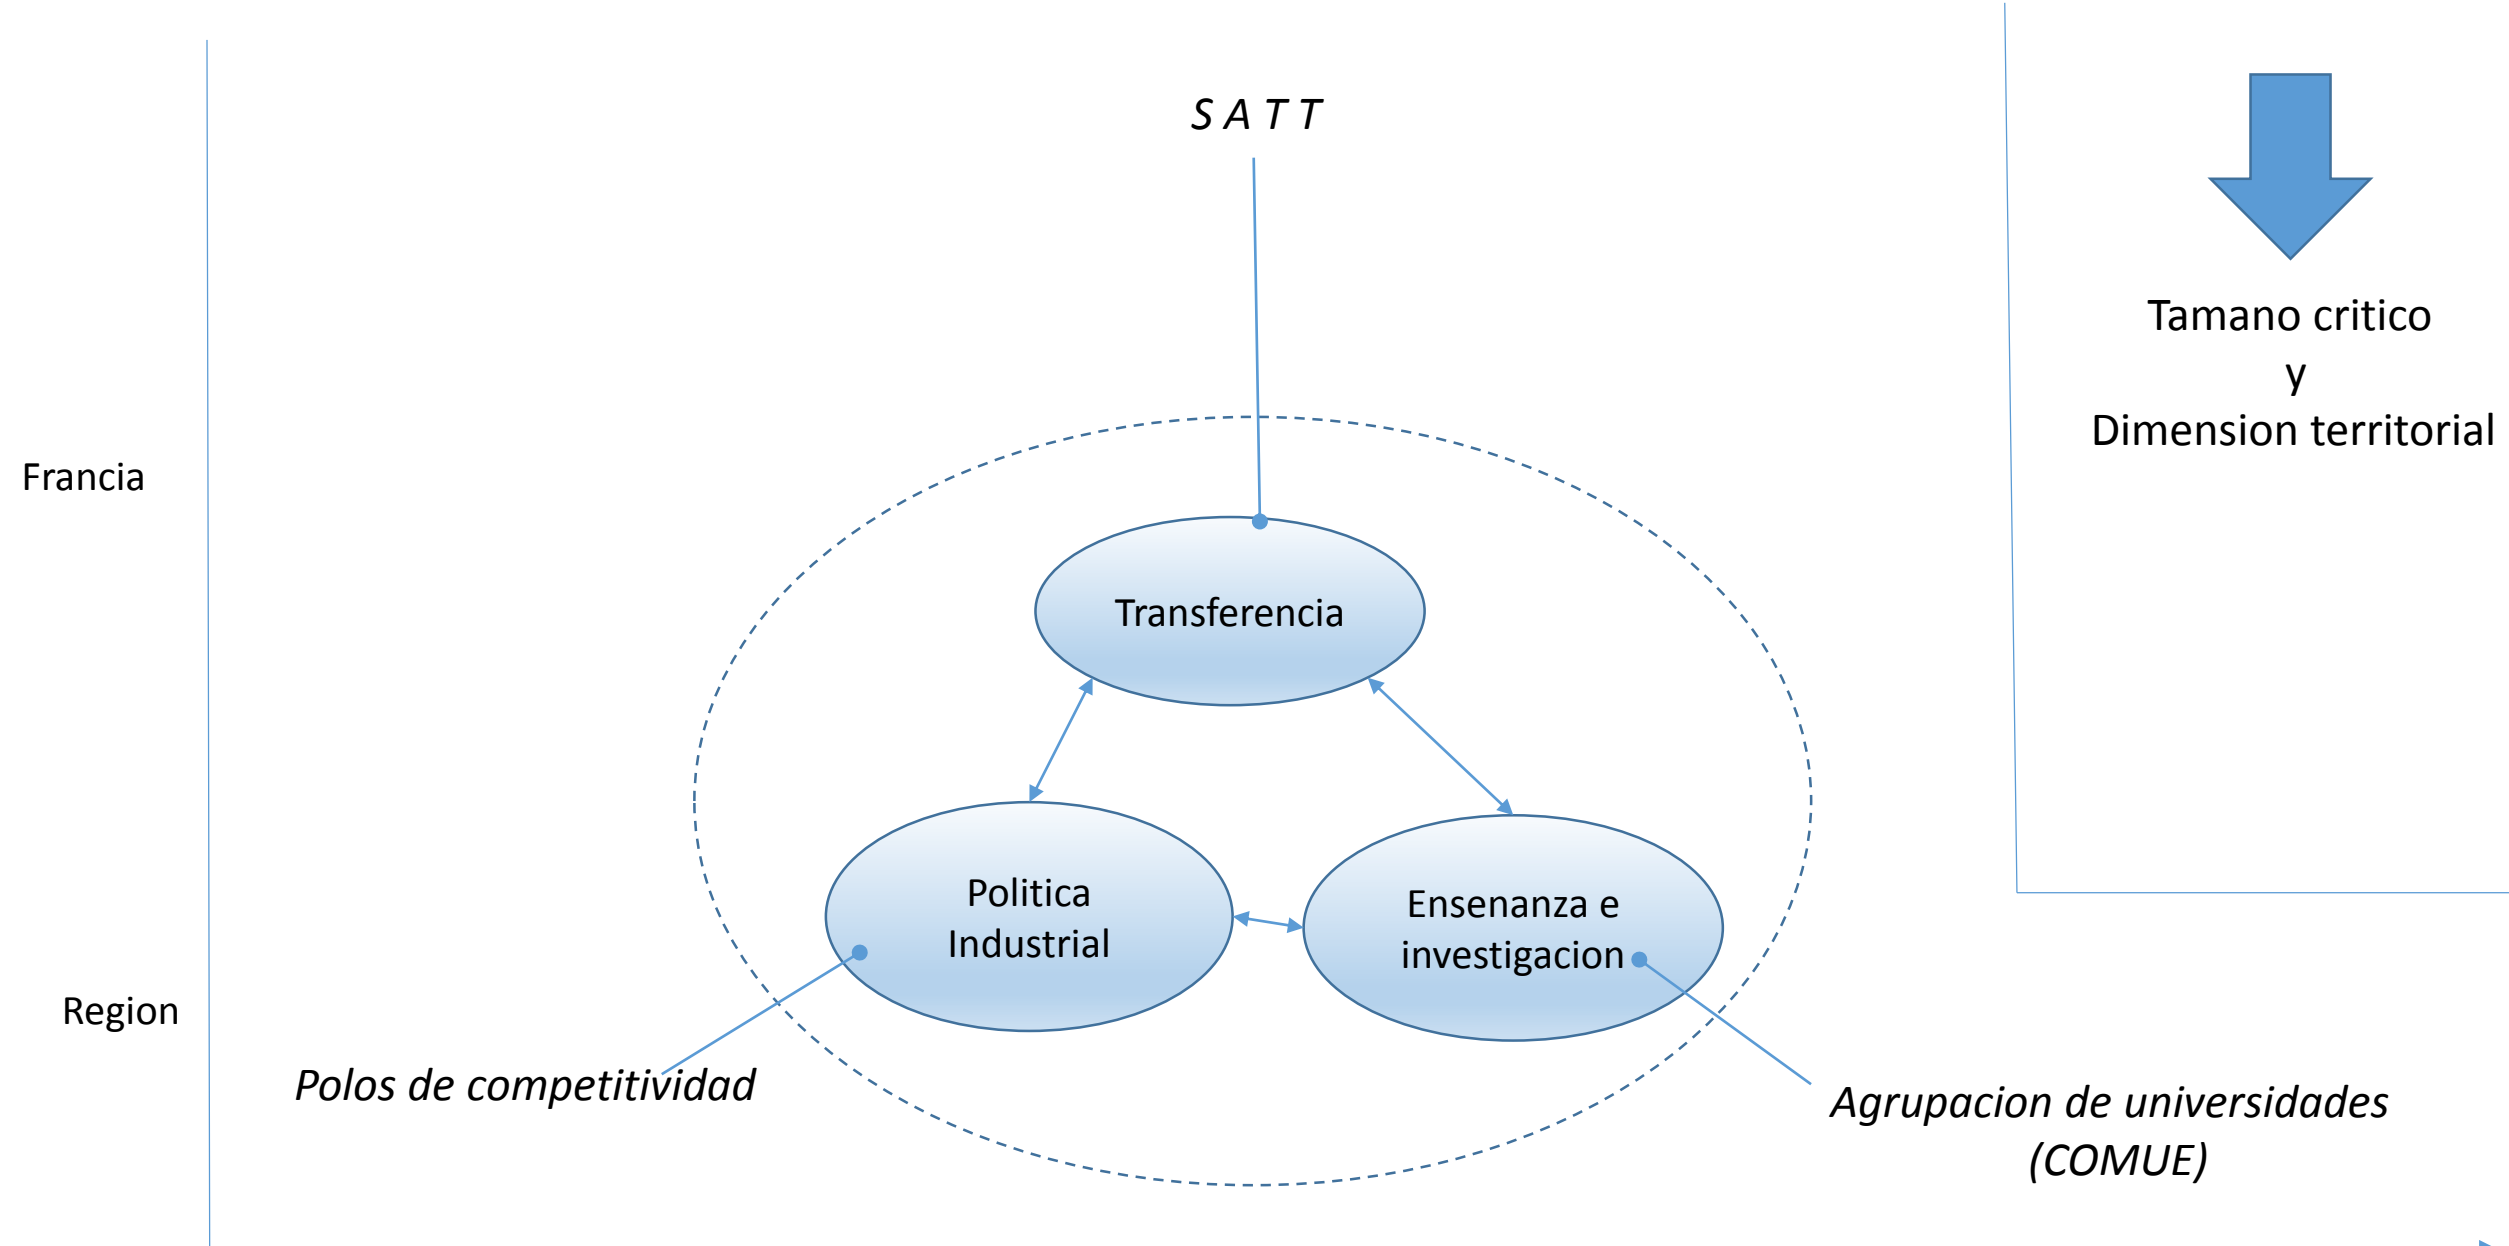 S A T T
Tamano critico
y
Dimension territorial
Francia
Transferencia
Politica
Industrial
Ensenanza e
investigacion
Region
Polos de competitividad
Agrupacion de universidades
(COMUE)